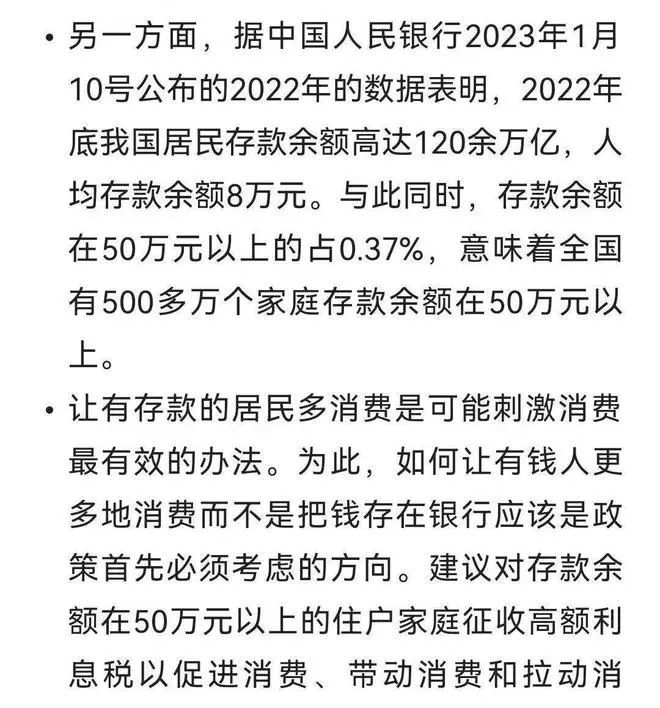 • 另一方面，据中国人民银行2023年1月
10号公布的2022年的数据表明，2022年
底我国居民存款余额高达120余万亿，人
均存款余额8万元。与此同时，存款余额
在50万元以上的占0.37%，意味着全国
有500多万个家庭存款余额在50万元以
上。
• 让有存款的居民多消费是可能刺激消费
最有效的办法。为此，如何让有钱人更
多地消费而不是把钱存在银行应该是政
策首先必须考虑的方向。建议对存款余
额在50万元以上的住户家庭征收高额利
息税以促进消费、带动消费和拉动消